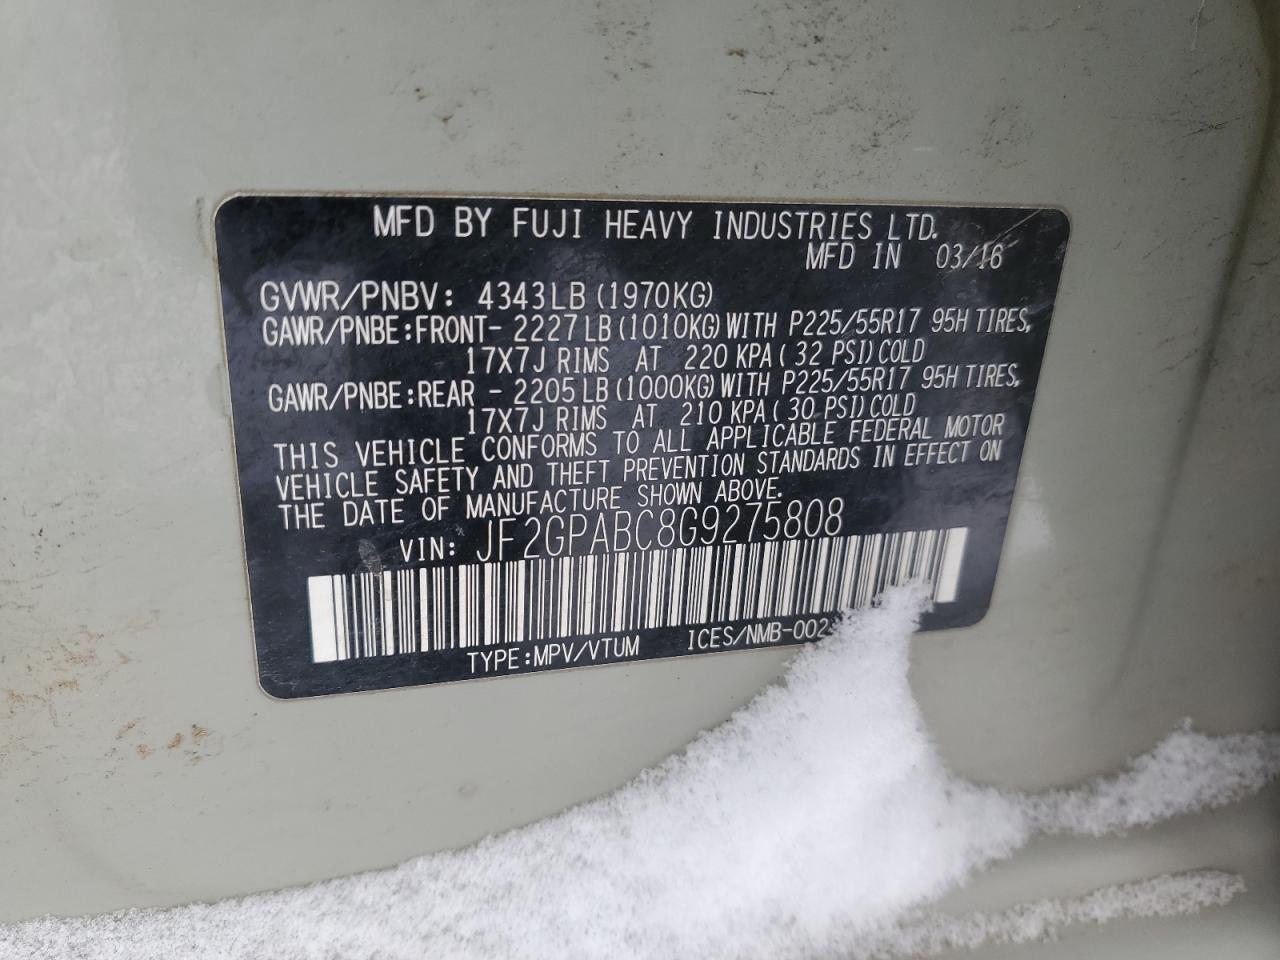 MFD BY FUJI HEAVY INDUSTRIES LTD.
MFD IN 03/16
GVWR/PNBV: 4343LB (1970KG)
GAWR/PNBE:FRONT- 2227LB (1010KG) WITH P225/55R17 95H TIRES,
17X7J RIMS AT 220 KPA ( 32 PSI) COLD
GAWR/PNBE:REAR - 2205LB (1000KG) WITH P225/55R17 95H TIRES,
17X7J RIMS AT 210 KPA ( 30 PSI) COLD
THIS VEHICLE CONFORMS TO ALL APPLICABLE FEDERAL MOTOR
VEHICLE SAFETY AND THEFT PREVENTION STANDARDS IN EFFECT ON
THE DATE OF MANUFACTURE SHOWN ABOVE.
VIN: JF2GPABC8G9275808
TYPE:MPV/VTUM ICES/NMB-002